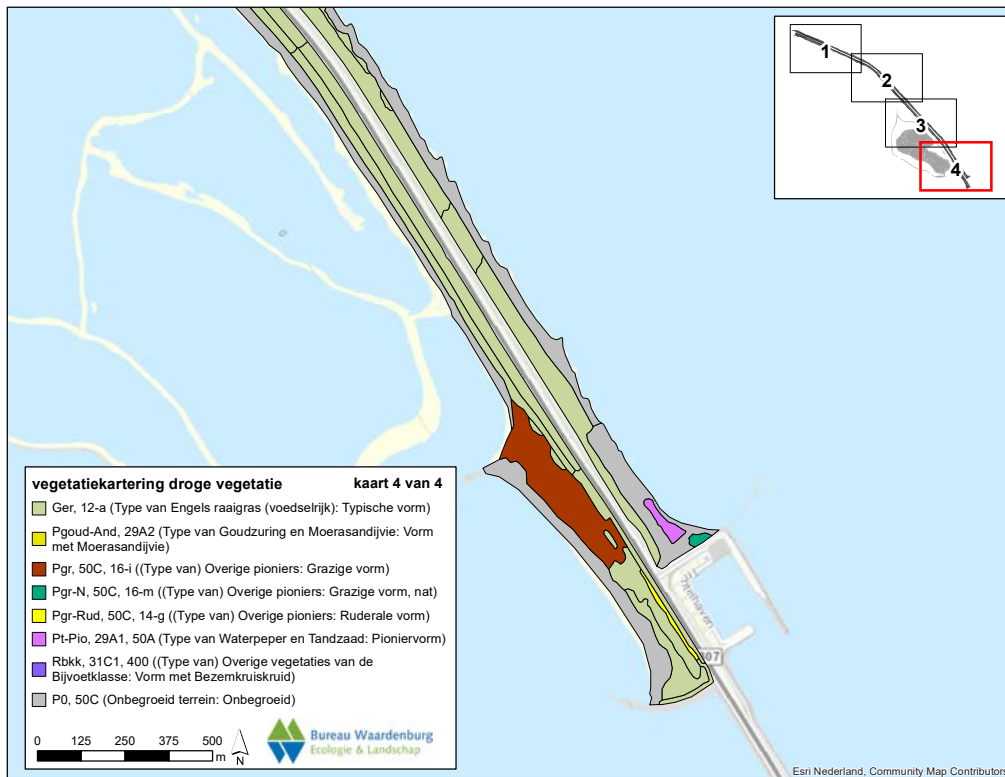 1
2
3
4
vegetatiekartering droge vegetatie kaart 4 van 4
Ger, 12-a (Type van Engels raaigras (voedselrijk): Typische vorm)
Pgoud-And, 29A2 (Type van Goudzuring en Moerasandijvie: Vorm
met Moerasandijvie)
Pgr, 50C, 16-i ((Type van) Overige pioniers: Grazige vorm)
Pgr-N, 50C, 16-m ((Type van) Overige pioniers: Grazige vorm, nat)
Pgr-Rud, 50C, 14-g ((Type van) Overige pioniers: Ruderale vorm)
Pt-Pio, 29A1, 50A (Type van Waterpeper en Tandzaad: Pioniervorm)
Rbkk, 31C1, 400 ((Type van) Overige vegetaties van de
Bijvoetklasse: Vorm met Bezemkruiskruid)
P0, 50C (Onbegroeid terrein: Onbegroeid)
0 125 250 375 500
m
N
Bureau Waardenburg
Ecologie & Landschap
307
Esri Nederland, Community Map Contributors